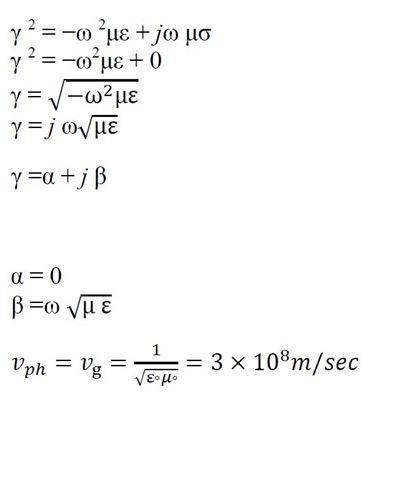 γ ² = −ω ²με + jω μσ
γ ² = −ω²με + 0
γ = √−ω²με
γ = j ω√με
γ =α + j β
α = 0
β =ω √μ ε
v_ph = v_g = 1/√ε∘μ∘ = 3 × 10⁸m/sec